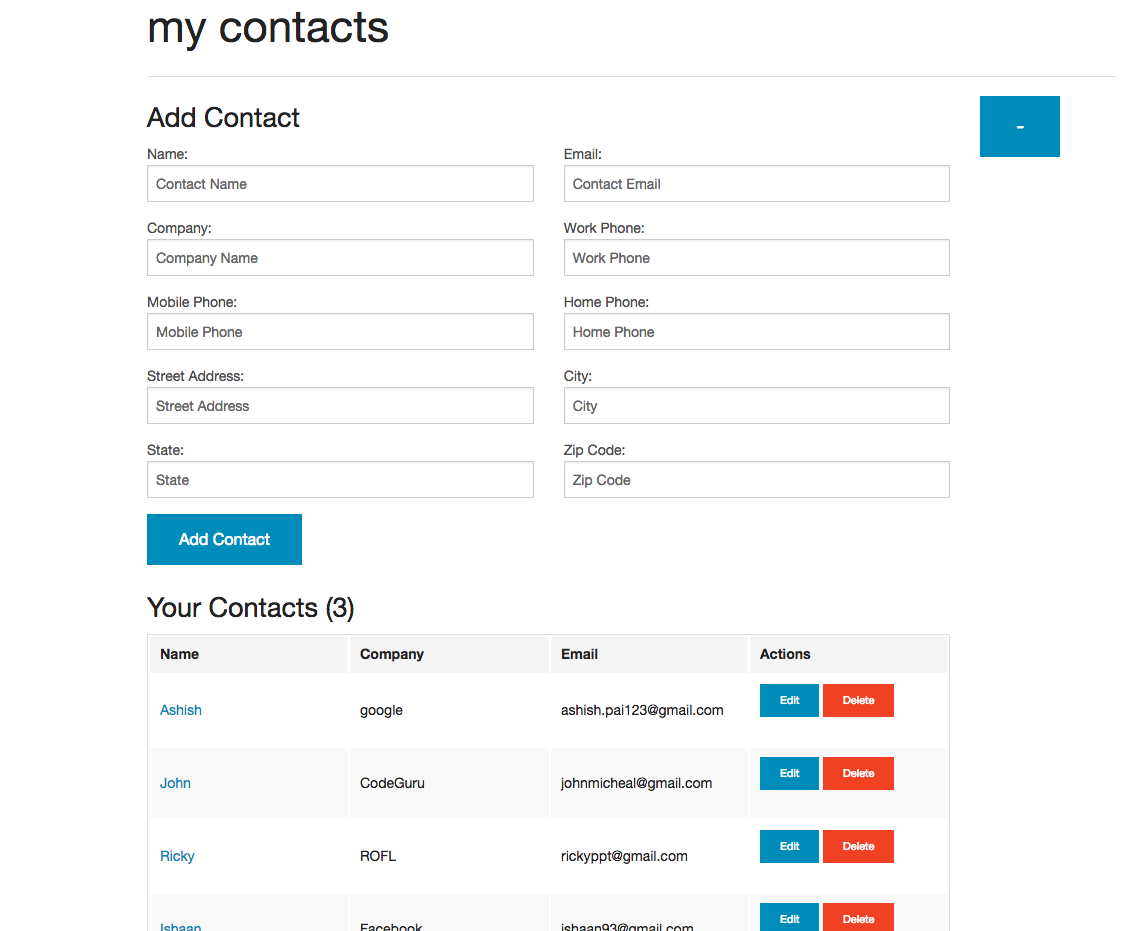 my contacts
Add Contact
-
Name: Email:
Contact Name Contact Email
Company: Work Phone:
Company Name Work Phone
Mobile Phone: Home Phone:
Mobile Phone Home Phone
Street Address: City:
Street Address City
State: Zip Code:
State Zip Code
Add Contact
Your Contacts (3)
Name Company Email Actions
Ashish google ashish.pai123@gmail.com Edit Delete
John CodeGuru johnmicheal@gmail.com Edit Delete
Ricky ROFL rickyppt@gmail.com Edit Delete
Ishaan Facebook ishaan93@gmail.com Edit Delete